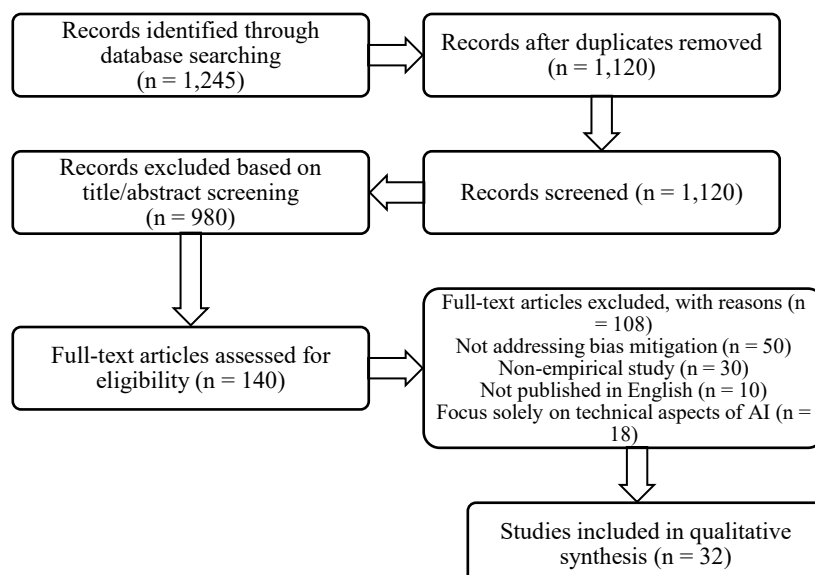 Records identified through
database searching
(n = 1,245)
Records after duplicates removed
(n = 1,120)
Records excluded based on
title/abstract screening
(n = 980)
Records screened (n = 1,120)
Full-text articles assessed for
eligibility (n = 140)
Full-text articles excluded, with reasons (n
= 108)
Not addressing bias mitigation (n = 50)
Non-empirical study (n = 30)
Not published in English (n = 10)
Focus solely on technical aspects of AI (n =
18)
Studies included in qualitative
synthesis (n = 32)